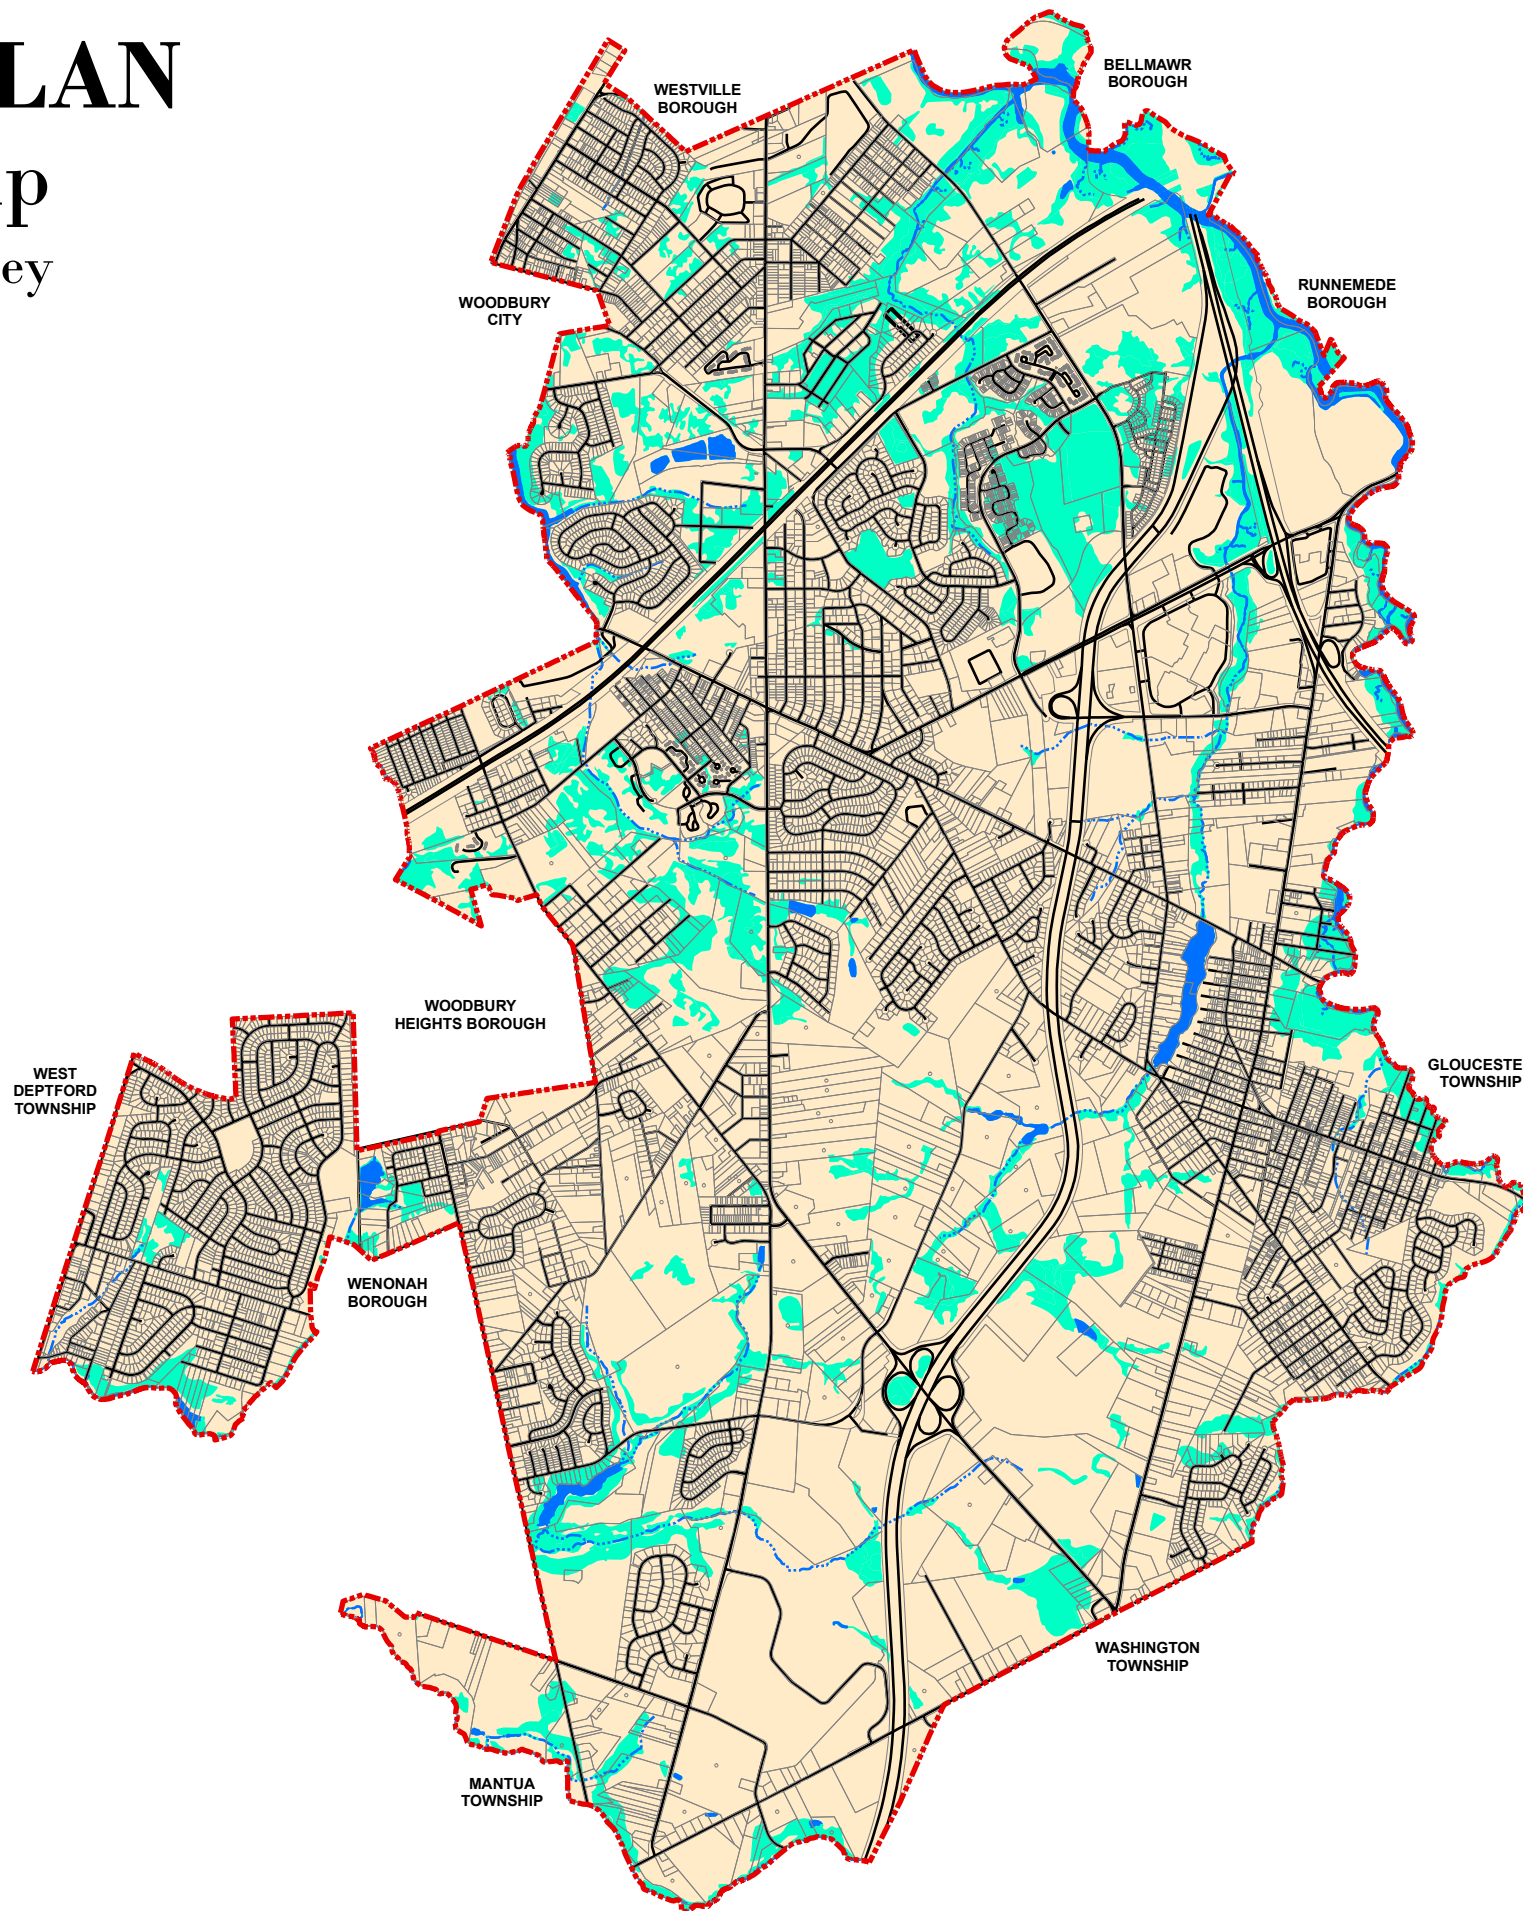 LAN
ip
ey
WESTVILLE
BOROUGH
BELLMAWR
BOROUGH
WOODBURY
CITY
RUNNEMEDE
BOROUGH
WOODBURY
HEIGHTS BOROUGH
WEST
DEPTFORD
TOWNSHIP
GLOUCESTE
TOWNSHIP
WENONAH
BOROUGH
WASHINGTON
TOWNSHIP
MANTUA
TOWNSHIP